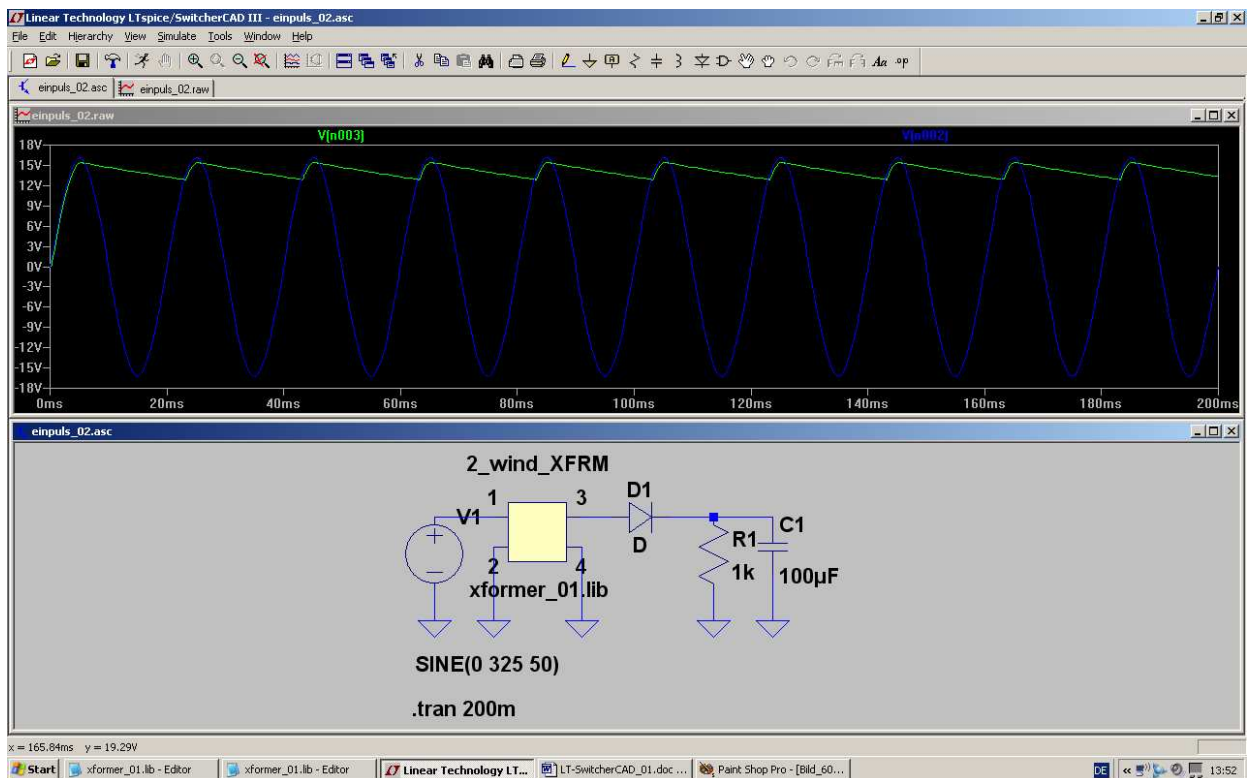 Linear Technology LTspice/SwitcherCAD III - einpuls_02.asc
File Edit Hierarchy View Simulate Tools Window Help
Aa .op
einpuls_02.asc einpuls_02.raw
einpuls_02.raw
V(n003) V(n002)
18V
15V
12V
9V
6V
3V
0V
-3V
-6V
-9V
-12V
-15V
-18V
0ms 20ms 40ms 60ms 80ms 100ms 120ms 140ms 160ms 180ms 200ms
einpuls_02.asc
2_wind_XFRM
1 3 D1
V1 C1
R1
D
2 4 1k 100µF
xformer_01.lib
SINE(0 325 50)
.tran 200m
x = 165.84ms y = 19.29V
Start xformer_01.lib - Editor xformer_01.lib - Editor Linear Technology LT... LT-SwitcherCAD_01.doc ... Paint Shop Pro - [Bild_60... DE 13:52